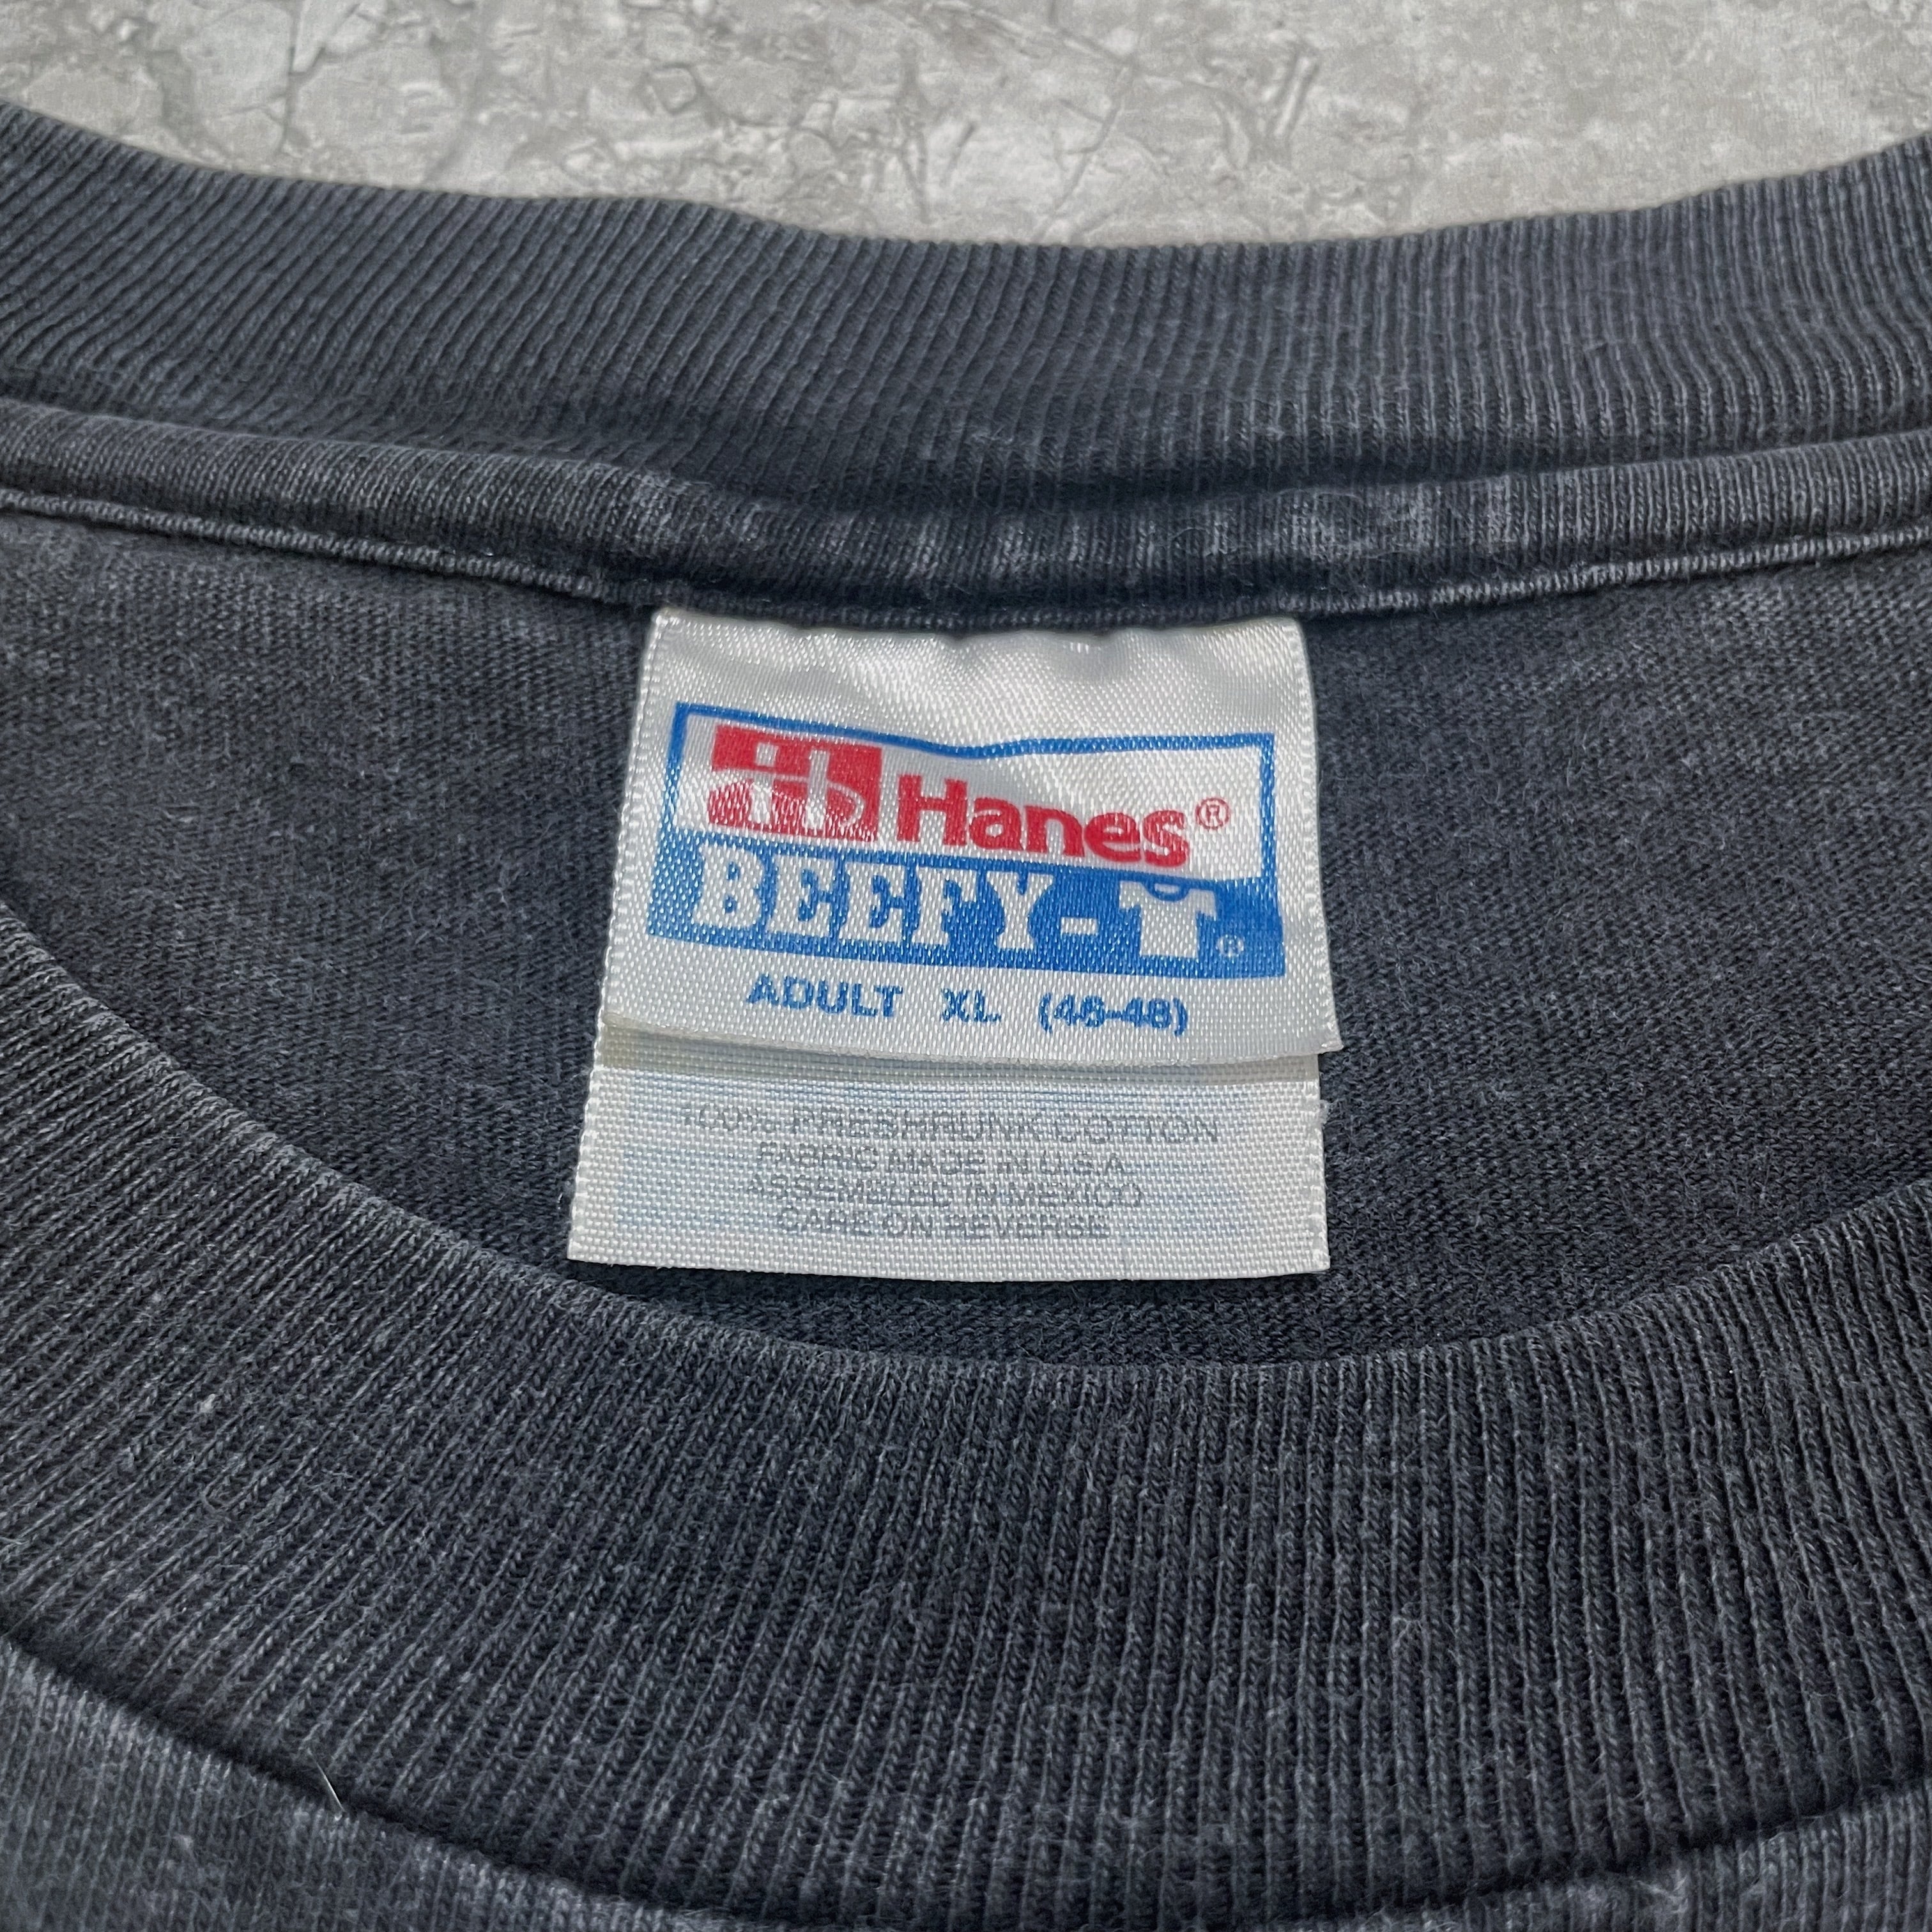 Hanes®
BEEFY-T®
ADULT XL (46-48)
100% PRESHRUNK COTTON
FABRIC MADE IN U.S.A.
ASSEMBLED IN MEXICO
CARE ON REVERSE